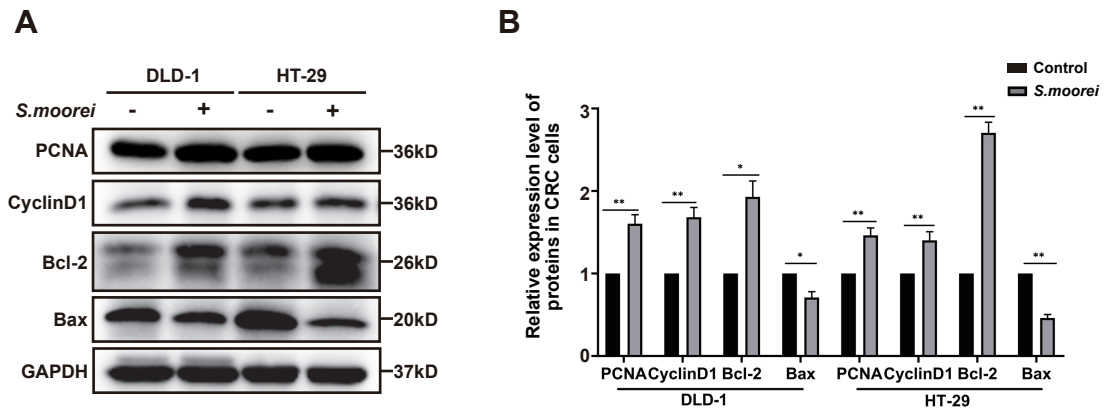 A
DLD-1 HT-29
S.moorei - + - +
PCNA 36kD
CyclinD1 36kD
Bcl-2 26kD
Bax 20kD
GAPDH 37kD
B
Control
S.moorei
Relative expression level of
proteins in CRC cells
3
2
1
0
** ** * * ** ** ** **
PCNA CyclinD1 Bcl-2 Bax PCNA CyclinD1 Bcl-2 Bax
DLD-1 HT-29